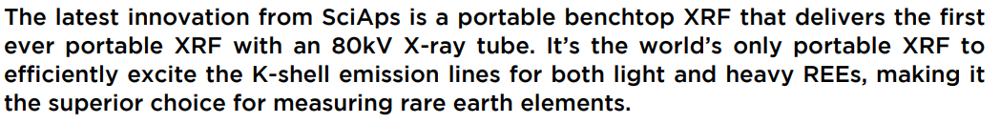 The latest innovation from SciAps is a portable benchtop XRF that delivers the first
ever portable XRF with an 80kV X-ray tube. It’s the world’s only portable XRF to
efficiently excite the K-shell emission lines for both light and heavy REEs, making it
the superior choice for measuring rare earth elements.